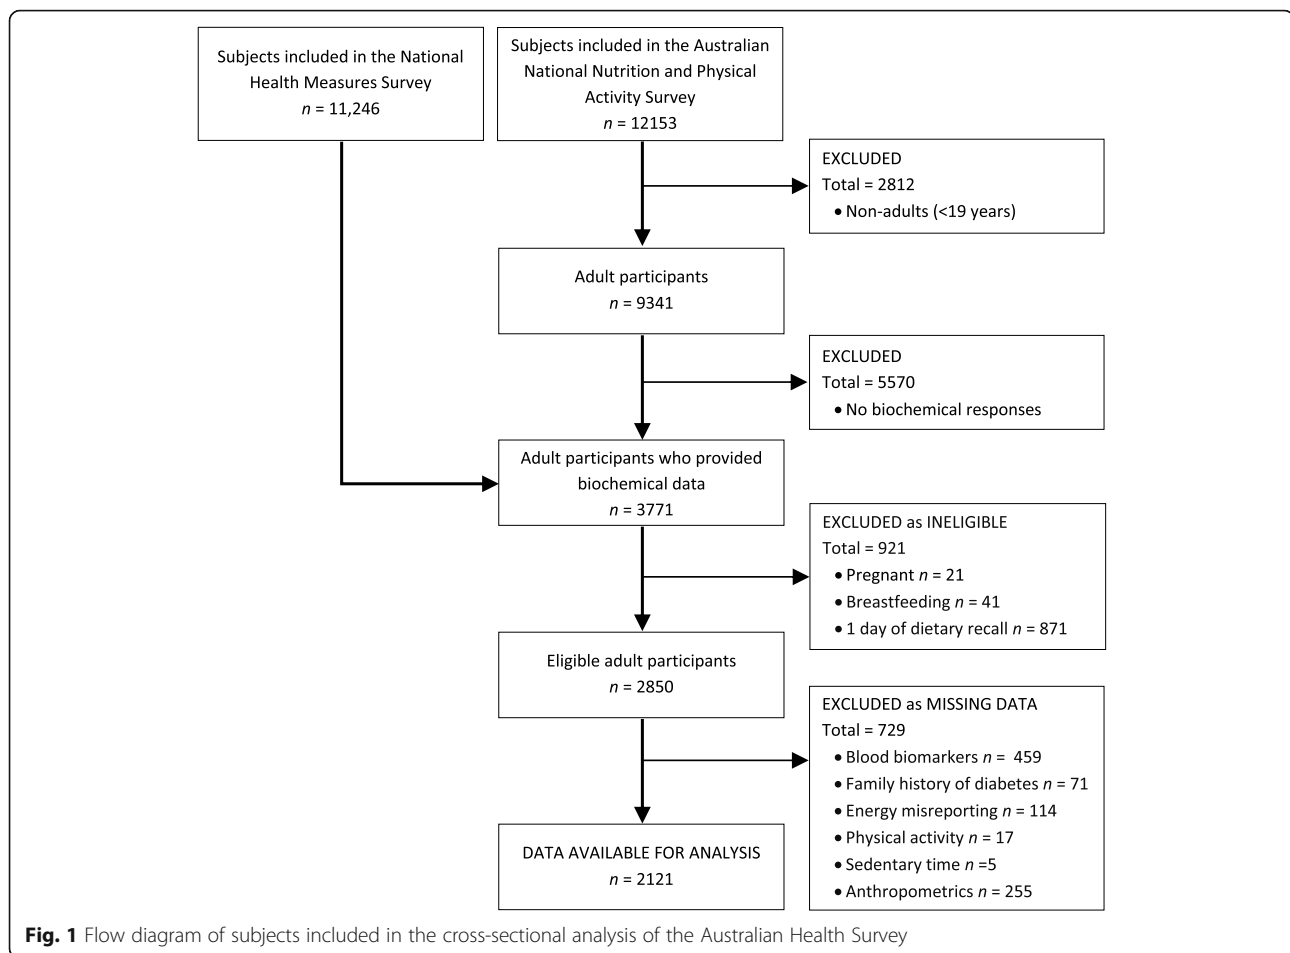 Subjects included in the National
Health Measures Survey
n = 11,246
Subjects included in the Australian
National Nutrition and Physical
Activity Survey
n = 12153
EXCLUDED
Total = 2812
• Non-adults (<19 years)
Adult participants
n = 9341
EXCLUDED
Total = 5570
• No biochemical responses
Adult participants who provided
biochemical data
n = 3771
EXCLUDED as INELIGIBLE
Total = 921
• Pregnant n = 21
• Breastfeeding n = 41
• 1 day of dietary recall n = 871
Eligible adult participants
n = 2850
EXCLUDED as MISSING DATA
Total = 729
• Blood biomarkers n =  459
• Family history of diabetes n = 71
• Energy misreporting n = 114
• Physical activity n = 17
• Sedentary time n =5
• Anthropometrics n = 255
DATA AVAILABLE FOR ANALYSIS
n = 2121
Fig. 1 Flow diagram of subjects included in the cross-sectional analysis of the Australian Health Survey